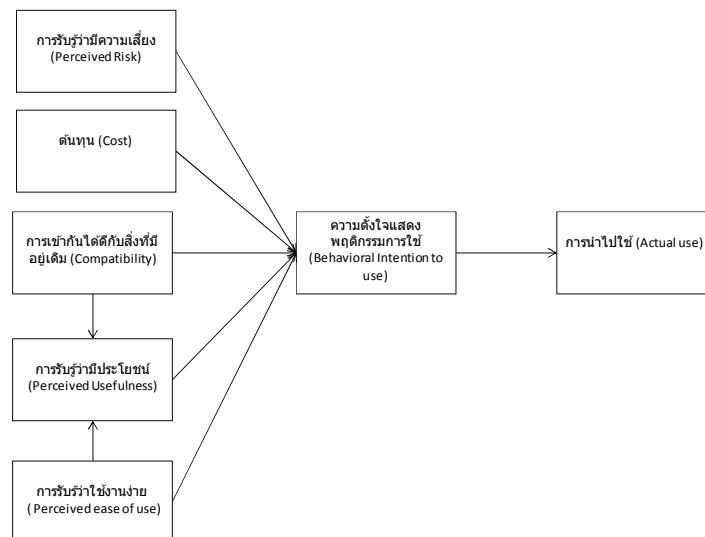 การรับรู้ว่ามีความเสี่ยง
(Perceived Risk)
ต้นทุน (Cost)
การเข้ากันได้ดีกับสิ่งที่มี
อยู่เดิม (Compatibility)
การรับรู้ว่ามีประโยชน์
(Perceived Usefulness)
การรับรู้ว่าใช้งานง่าย
( Perceived ease of use)
ความตั้งใจแสดง
พฤติกรรมการใช้
(Behavioral Intention to
use)
การนำไปใช้ (Actual use)